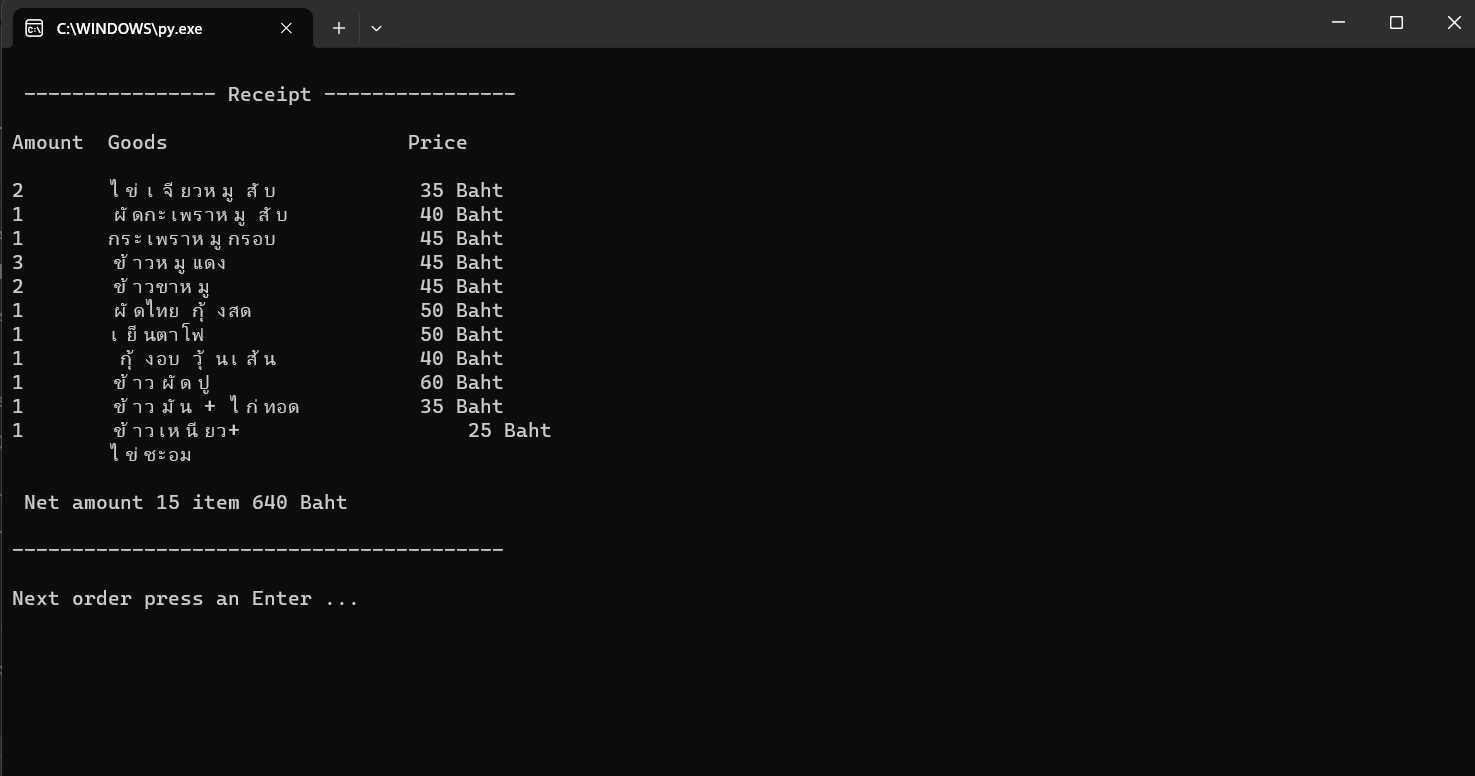 C:\WINDOWS\py.exe
---------------- Receipt ----------------
Amount Goods Price
2 ไข่เจียวหมูสับ 35 Baht
1 ผัดกะเพราหมูสับ 40 Baht
1 กระเพราหมูกรอบ 45 Baht
3 ข้าวหมูแดง 45 Baht
2 ข้าวขาหมู 45 Baht
1 ผัดไทยกุ้งสด 50 Baht
1 เย็นตาโฟ 50 Baht
1 กุ้งอบวุ้นเส้น 40 Baht
1 ข้าวผัดปู 60 Baht
1 ข้าวมัน + ไก่ทอด 35 Baht
1 ข้าวเหนียว+ 25 Baht
ไข่ชะอม
Net amount 15 item 640 Baht
-----------------------------------------
Next order press an Enter ...